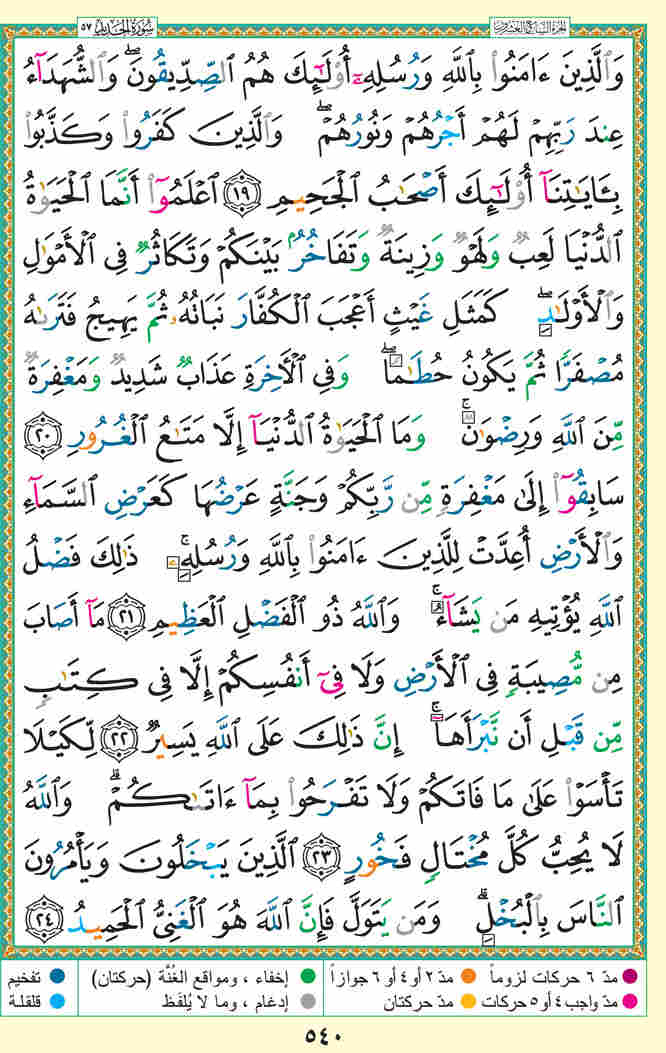 الجزء السابع والعشرون
سورة الحديد ٥٧
وَٱلَّذِينَ ءَامَنُوا۟ بِٱللَّهِ وَرُسُلِهِۦٓ أُو۟لَـٰٓئِكَ هُمُ ٱلصِّدِّيقُونَ ۖ وَٱلشُّهَدَآءُ
عِندَ رَبِّهِمْ لَهُمْ أَجْرُهُمْ وَنُورُهُمْ ۖ وَٱلَّذِينَ كَفَرُوا۟ وَكَذَّبُوا۟
بِـَٔايَـٰتِنَآ أُو۟لَـٰٓئِكَ أَصْحَـٰبُ ٱلْجَحِيمِ ١٩ ٱعْلَمُوٓا۟ أَنَّمَا ٱلْحَيَوٰةُ
ٱلدُّنْيَا لَعِبٌ وَلَهْوٌ وَزِينَةٌ وَتَفَاخُرٌۢ بَيْنَكُمْ وَتَكَاثُرٌ فِى ٱلْأَمْوَٰلِ
وَٱلْأَوْلَـٰدِ ۖ كَمَثَلِ غَيْثٍ أَعْجَبَ ٱلْكُفَّارَ نَبَاتُهُۥ ثُمَّ يَهِيجُ فَتَرَىٰهُ
مُصْفَرًّا ثُمَّ يَكُونُ حُطَـٰمًا ۖ وَفِى ٱلْـَٔاخِرَةِ عَذَابٌ شَدِيدٌ وَمَغْفِرَةٌ
مِّنَ ٱللَّهِ وَرِضْوَٰنٌ ۚ وَمَا ٱلْحَيَوٰةُ ٱلدُّنْيَآ إِلَّا مَتَـٰعُ ٱلْغُرُورِ ٢٠
سَابِقُوٓا۟ إِلَىٰ مَغْفِرَةٍ مِّن رَّبِّكُمْ وَجَنَّةٍ عَرْضُهَا كَعَرْضِ ٱلسَّمَآءِ
وَٱلْأَرْضِ أُعِدَّتْ لِلَّذِينَ ءَامَنُوا۟ بِٱللَّهِ وَرُسُلِهِۦ ۚ ذَٰلِكَ فَضْلُ
ٱللَّهِ يُؤْتِيهِ مَن يَشَآءُ ۚ وَٱللَّهُ ذُو ٱلْفَضْلِ ٱلْعَظِيمِ ٢١ مَآ أَصَابَ
مِن مُّصِيبَةٍ فِى ٱلْأَرْضِ وَلَا فِىٓ أَنفُسِكُمْ إِلَّا فِى كِتَـٰبٍ
مِّن قَبْلِ أَن نَّبْرَأَهَآ ۚ إِنَّ ذَٰلِكَ عَلَى ٱللَّهِ يَسِيرٌ ٢٢ لِّكَيْلَا
تَأْسَوْا۟ عَلَىٰ مَا فَاتَكُمْ وَلَا تَفْرَحُوا۟ بِمَآ ءَاتَىٰكُمْ ۗ وَٱللَّهُ
لَا يُحِبُّ كُلَّ مُخْتَالٍ فَخُورٍ ٢٣ ٱلَّذِينَ يَبْخَلُونَ وَيَأْمُرُونَ
ٱلنَّاسَ بِٱلْبُخْلِ ۗ وَمَن يَتَوَلَّ فَإِنَّ ٱللَّهَ هُوَ ٱلْغَنِىُّ ٱلْحَمِيدُ ٢٤
مدّ ٦ حركات لزوماً مدّ ٢ أو ٤ أو ٦ جوازاً إخفاء ، ومواقع الغُنَّة (حركتان) تفخيم
مدّ واجب ٤ أو ٥ حركات مدّ حركتان إدغام ، وما لا يُلفَظ قلقلة
٥٤٠